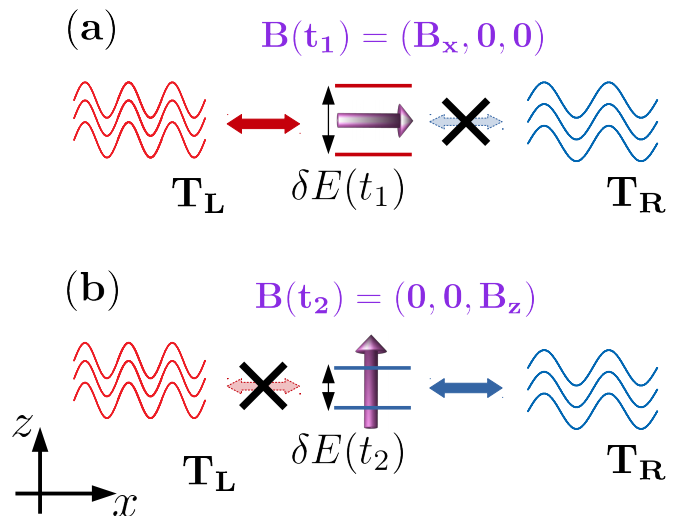 (a)
B(t₁) = (Bₓ, 0, 0)
T_L
δE(t₁)
T_R
(b)
B(t₂) = (0, 0, B_z)
z
x
T_L
δE(t₂)
T_R